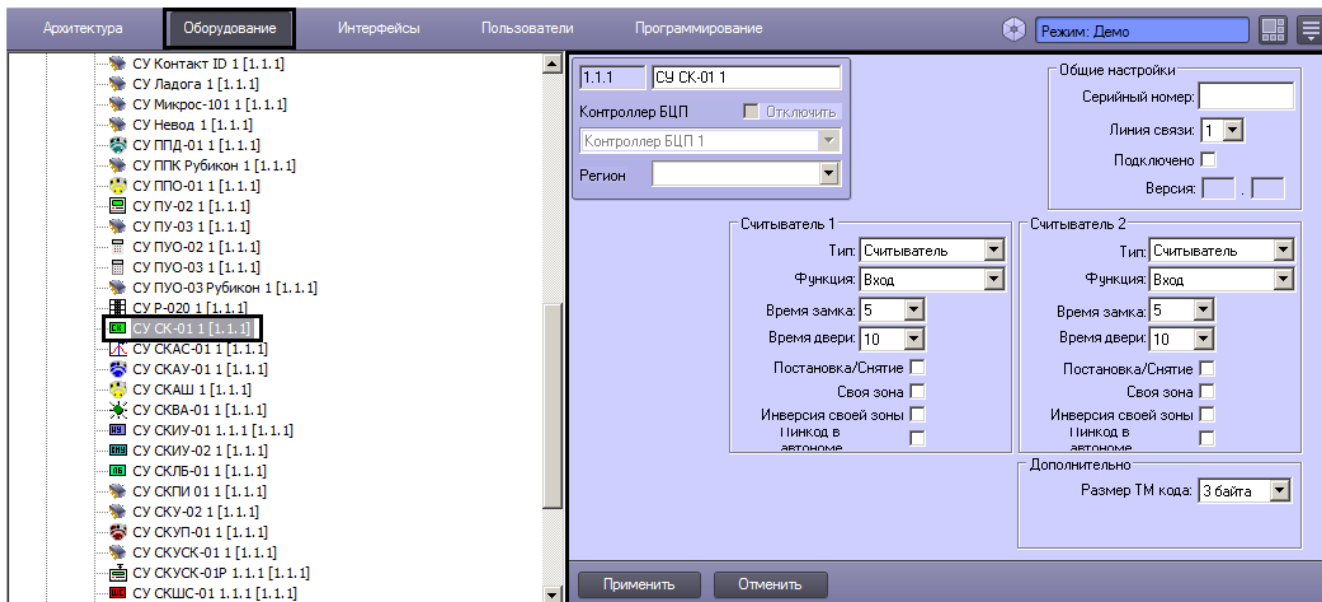 Архитектура Оборудование Интерфейсы Пользователи Программирование Режим: Демо
СУ Контакт ID 1 [1.1.1]
СУ Ладога 1 [1.1.1]
СУ Микрос-101 1 [1.1.1]
СУ Невод 1 [1.1.1]
СУ ППД-01 1 [1.1.1]
СУ ППК Рубикон 1 [1.1.1]
СУ ППО-01 1 [1.1.1]
СУ ПУ-02 1 [1.1.1]
СУ ПУ-03 1 [1.1.1]
СУ ПУО-02 1 [1.1.1]
СУ ПУО-03 1 [1.1.1]
СУ ПУО-03 Рубикон 1 [1.1.1]
СУ Р-020 1 [1.1.1]
СУ СК-01 1 [1.1.1]
СУ СКАС-01 1 [1.1.1]
СУ СКАУ-01 1 [1.1.1]
СУ СКАШ 1 [1.1.1]
СУ СКВА-01 1 [1.1.1]
СУ СКИУ-01 1.1.1 [1.1.1]
СУ СКИУ-02 1 [1.1.1]
СУ СКЛБ-01 1 [1.1.1]
СУ СКПИ 01 1 [1.1.1]
СУ СКУ-02 1 [1.1.1]
СУ СКУП-01 1 [1.1.1]
СУ СКУСК-01 1 [1.1.1]
СУ СКУСК-01Р 1.1.1 [1.1.1]
СУ СКШС-01 1.1.1 [1.1.1]
1.1.1 СУ СК-01 1
Контроллер БЦП Отключить
Контроллер БЦП 1
Регион
Общие настройки
Серийный номер:
Линия связи: 1
Подключено
Версия: .
Считыватель 1
Тип: Считыватель
Функция: Вход
Время замка: 5
Время двери: 10
Постановка/Снятие
Своя зона
Инверсия своей зоны
Пинкод в
автономе
Считыватель 2
Тип: Считыватель
Функция: Вход
Время замка: 5
Время двери: 10
Постановка/Снятие
Своя зона
Инверсия своей зоны
Пинкод в
автономе
Дополнительно
Размер ТМ кода: 3 байта
Применить Отменить